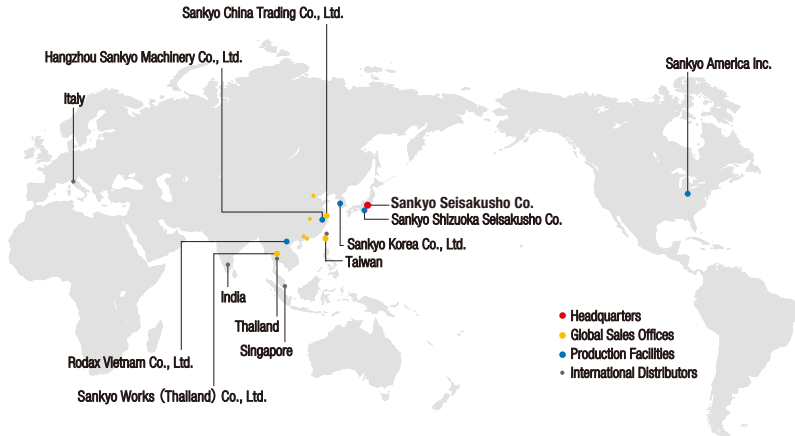 Sankyo China Trading Co., Ltd.
Hangzhou Sankyo Machinery Co., Ltd.
Sankyo America Inc.
Italy
Sankyo Seisakusho Co.
Sankyo Shizuoka Seisakusho Co.
Sankyo Korea Co., Ltd.
Taiwan
India
Thailand
Singapore
Rodax Vietnam Co., Ltd.
Sankyo Works (Thailand) Co., Ltd.
Headquarters
Global Sales Offices
Production Facilities
International Distributors